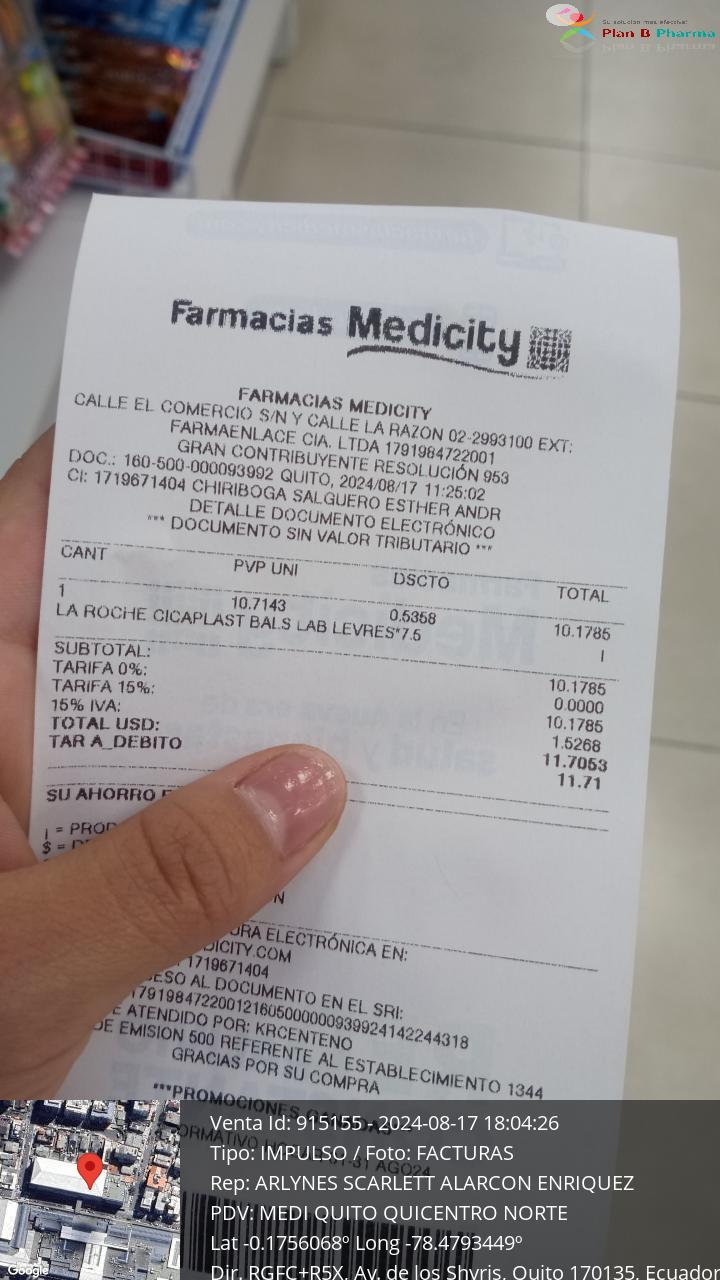 Su solución mas efectiva!
Plan B Pharma
Farmacias Medicity
FARMACIAS MEDICITY
CALLE EL COMERCIO S/N Y CALLE LA RAZON 02-2993100 EXT:
FARMAENLACE CIA. LTDA 1791984722001
GRAN CONTRIBUYENTE RESOLUCIÓN 953
DOC.: 160-500-000093992 QUITO, 2024/08/17 11:25:02
CI: 1719671404 CHIRIBOGA SALGUERO ESTHER ANDR
DETALLE DOCUMENTO ELECTRÓNICO
*** DOCUMENTO SIN VALOR TRIBUTARIO ***
CANT PVP UNI DSCTO TOTAL
1 10.7143 0.5358 10.1785
LA ROCHE CICAPLAST BALS LAB LEVRES*7.5 I
SUBTOTAL: 10.1785
TARIFA 0%: 0.0000
TARIFA 15%: 10.1785
15% IVA: 1.5268
TOTAL USD: 11.7053
TAR A_DEBITO 11.71
SU AHORRO
I = PROD
$ =
URA ELECTRÓNICA EN:
DICITY.COM
1719671404
ESO AL DOCUMENTO EN EL SRI:
E ATENDIDO POR: KRCENTENO
DE EMISION 500 REFERENTE AL ESTABLECIMIENTO 1344
GRACIAS POR SU COMPRA
***PROMOCIONES
31 AGO24
Venta Id: 915155 - 2024-08-17 18:04:26
Tipo: IMPULSO / Foto: FACTURAS
Rep: ARLYNES SCARLETT ALARCON ENRIQUEZ
PDV: MEDI QUITO QUICENTRO NORTE
Lat -0.1756068º Long -78.4793449º
Dir. RGFC+R5X, Av. de los Shyris, Quito 170135, Ecuador
Google